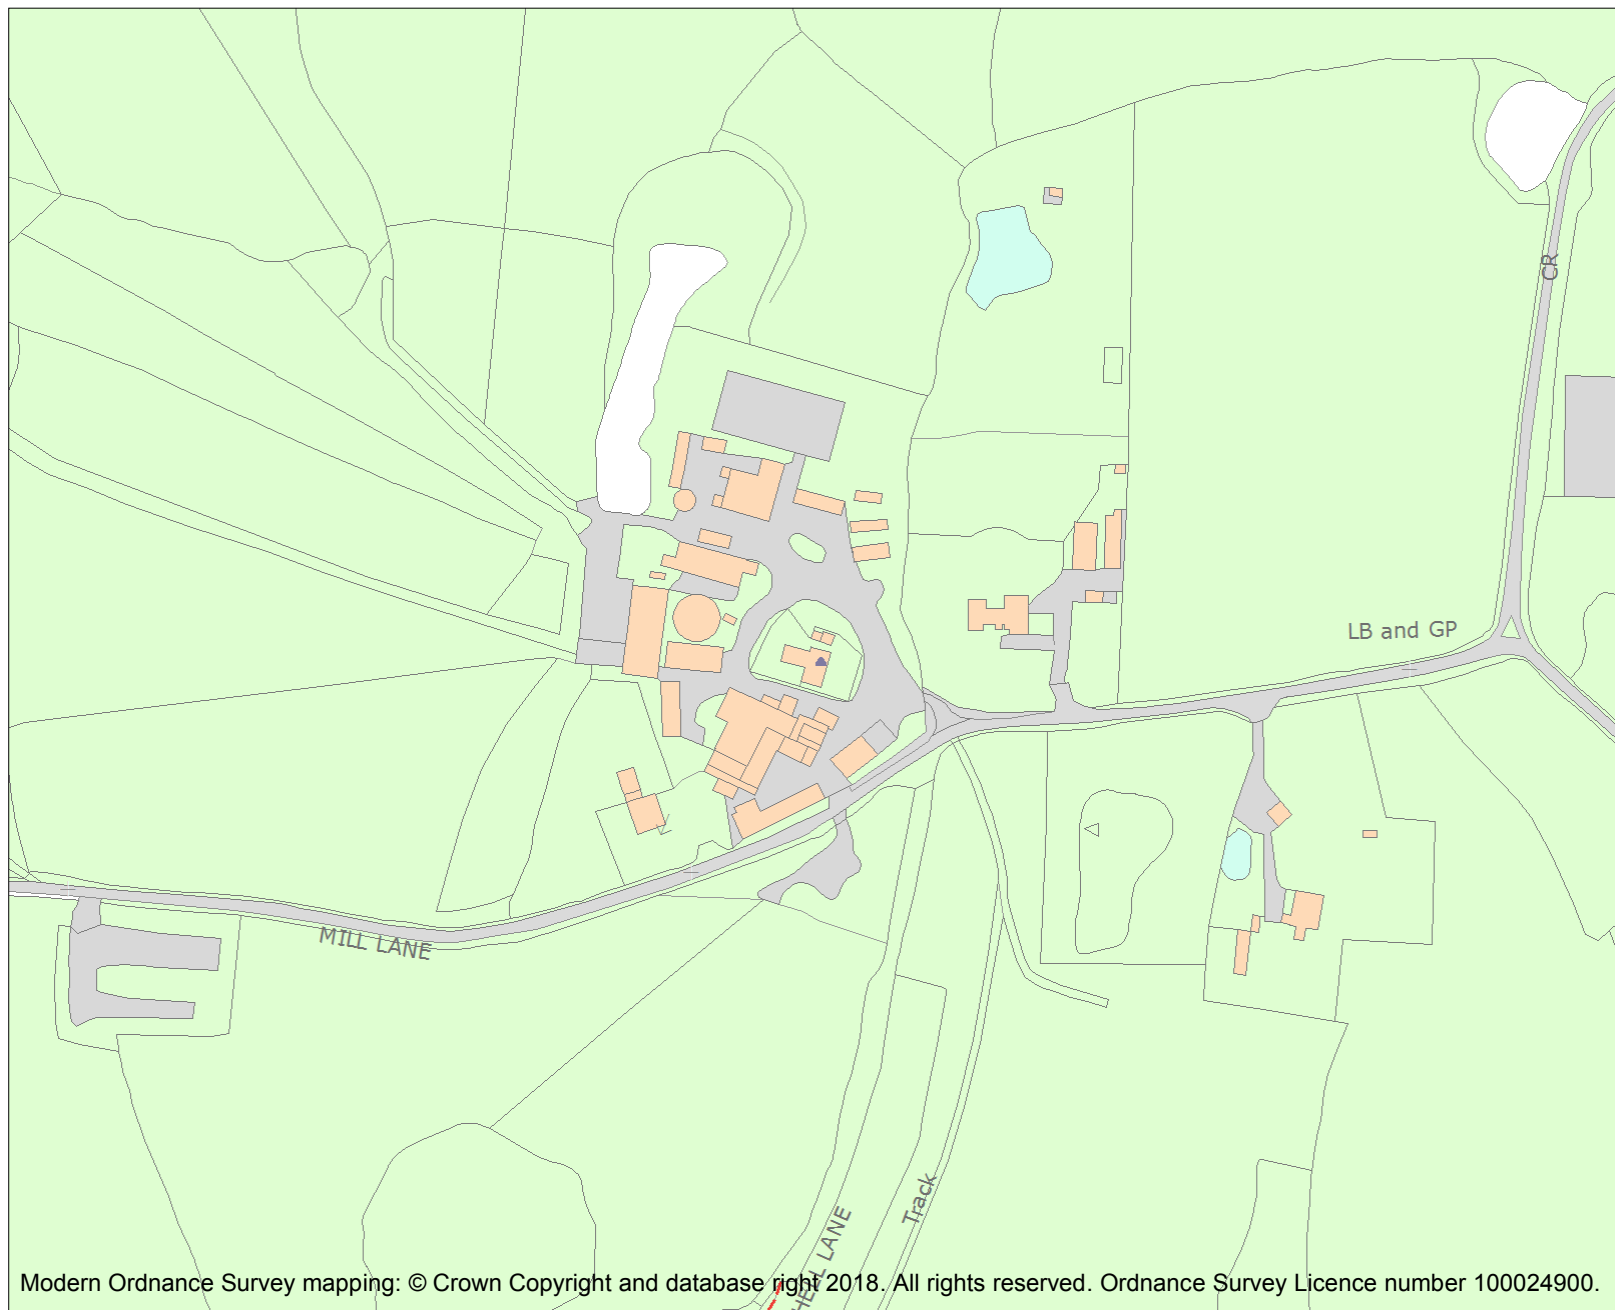 CR
LB and GP
MILL LANE
Track
HELL LANE
Modern Ordnance Survey mapping: © Crown Copyright and database right 2018. All rights reserved. Ordnance Survey Licence number 100024900.